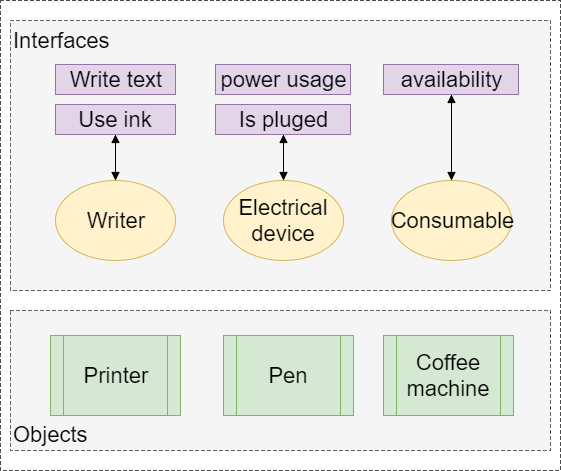 Interfaces
Write text
power usage
availability
Use ink
Is pluged
Writer
Electrical
device
Consumable
Printer
Pen
Coffee
machine
Objects